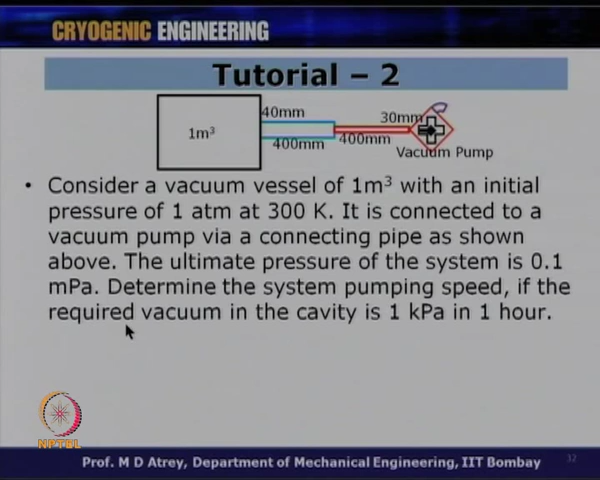 CRYOGENIC ENGINEERING
Tutorial – 2
40mm
30mm
1m³
400mm
400mm
Vacuum Pump
• Consider a vacuum vessel of 1m³ with an initial
pressure of 1 atm at 300 K. It is connected to a
vacuum pump via a connecting pipe as shown
above. The ultimate pressure of the system is 0.1
mPa. Determine the system pumping speed, if the
required vacuum in the cavity is 1 kPa in 1 hour.
NPTEL
Prof. M D Atrey, Department of Mechanical Engineering, IIT Bombay
32